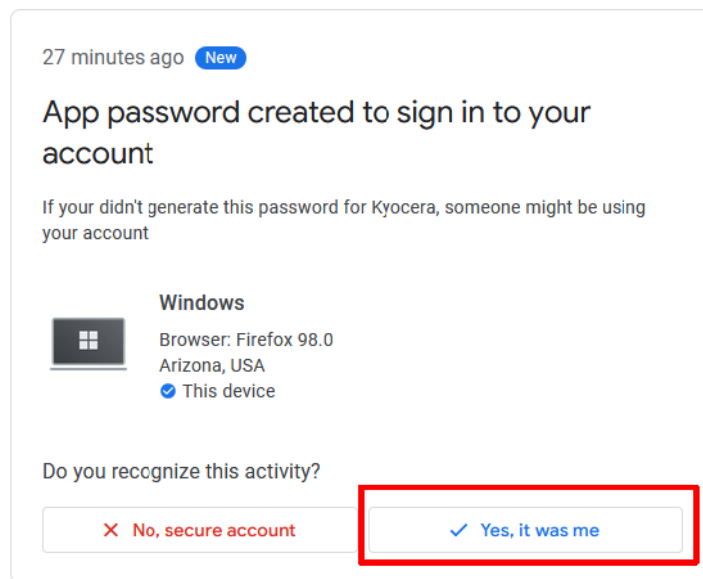 27 minutes ago New
App password created to sign in to your
account
If your didn't generate this password for Kyocera, someone might be using
your account
Windows
Browser: Firefox 98.0
Arizona, USA
This device
Do you recognize this activity?
No, secure account
Yes, it was me